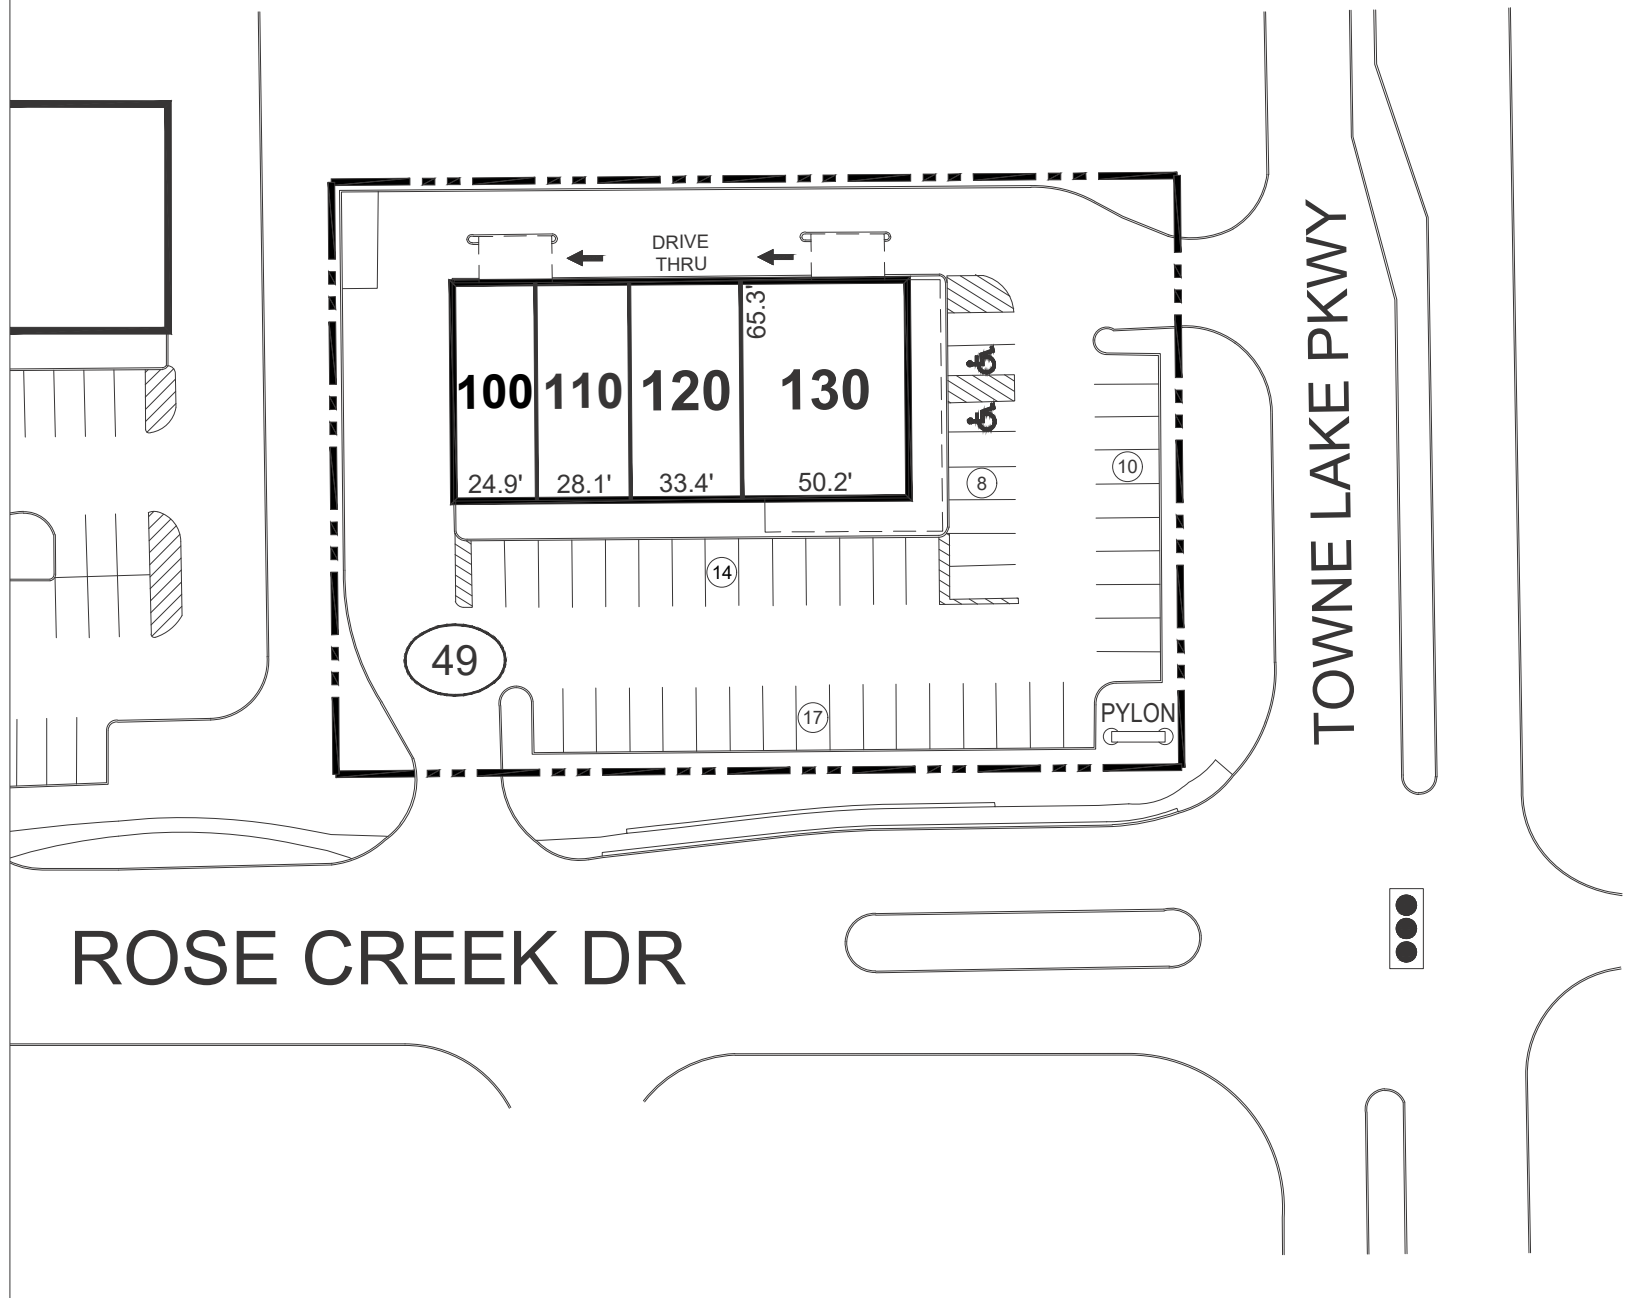 DRIVE
THRU
65.3'
100
110
120
130
24.9'
28.1'
33.4'
50.2'
8
10
14
49
17
PYLON
TOWNE LAKE PKWY
ROSE CREEK DR